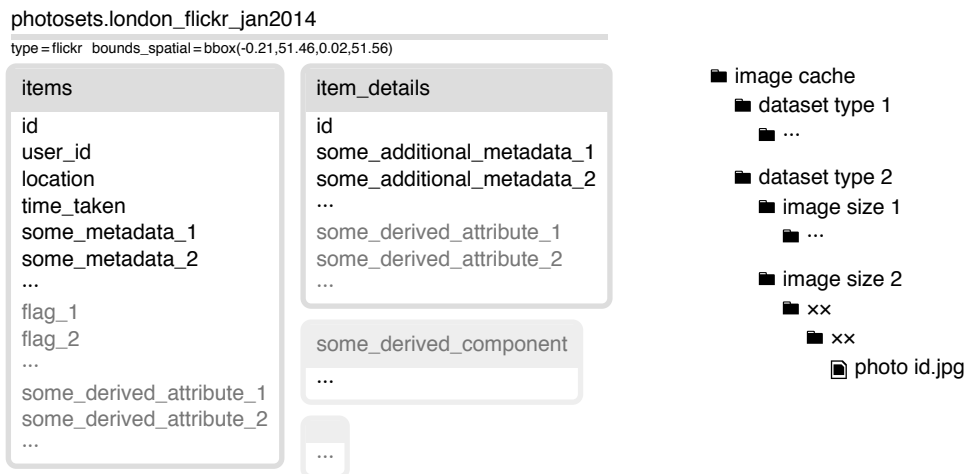 photosets.london_flickr_jan2014
type = flickr bounds_spatial = bbox(-0.21,51.46,0.02,51.56)
items
id
user_id
location
time_taken
some_metadata_1
some_metadata_2
...
flag_1
flag_2
...
some_derived_attribute_1
some_derived_attribute_2
...
item_details
id
some_additional_metadata_1
some_additional_metadata_2
...
some_derived_attribute_1
some_derived_attribute_2
...
some_derived_component
...
...
image cache
dataset type 1
...
dataset type 2
image size 1
...
image size 2
××
××
photo id.jpg